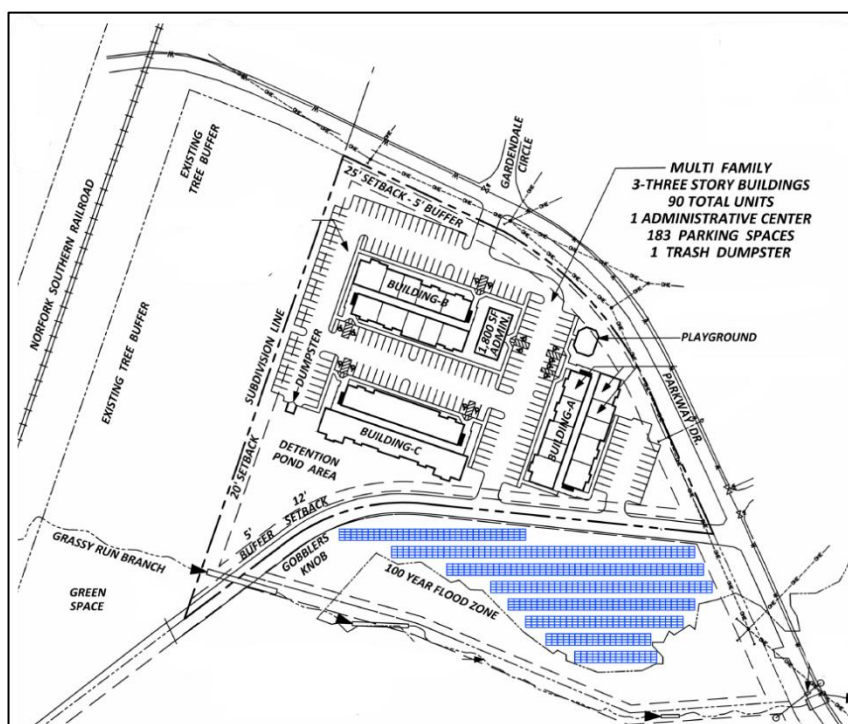 EXISTING
TREE BUFFER
NORFORK SOUTHERN RAILROAD
EXISTING TREE BUFFER
SUBDIVISION LINE
20' SETBACK
25' SETBACK - 5' BUFFER
GARDENDALE
CIRCLE
MULTI FAMILY
3-THREE STORY BUILDINGS
90 TOTAL UNITS
1 ADMINISTRATIVE CENTER
183 PARKING SPACES
1 TRASH DUMPSTER
BUILDING-B
1,800 SF
ADMIN.
PLAYGROUND
PARKWAY DR.
DUMPSTER
BUILDING-A
BUILDING-C
DETENTION
POND AREA
12'
SETBACK
5'
BUFFER
GOBBLERS
KNOB
GRASSY RUN BRANCH
GREEN
SPACE
100 YEAR FLOOD ZONE